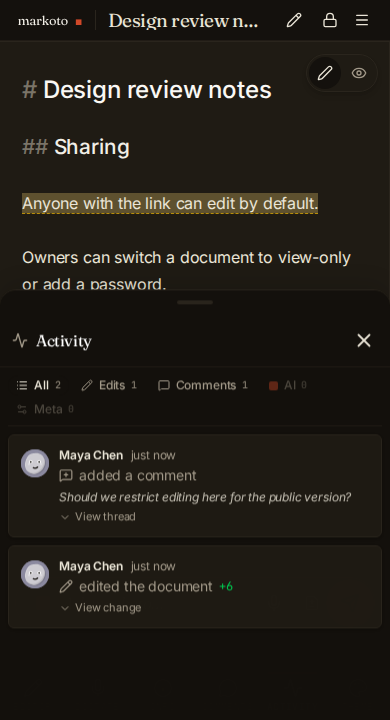 markoto
Design review n...
# Design review notes
## Sharing
Anyone with the link can edit by default.
Owners can switch a document to view-only
or add a password.
Activity
All 2 Edits 1 Comments 1 AI 0
Meta 0
Maya Chen just now
added a comment
Should we restrict editing here for the public version?
View thread
Maya Chen just now
edited the document +6
View change